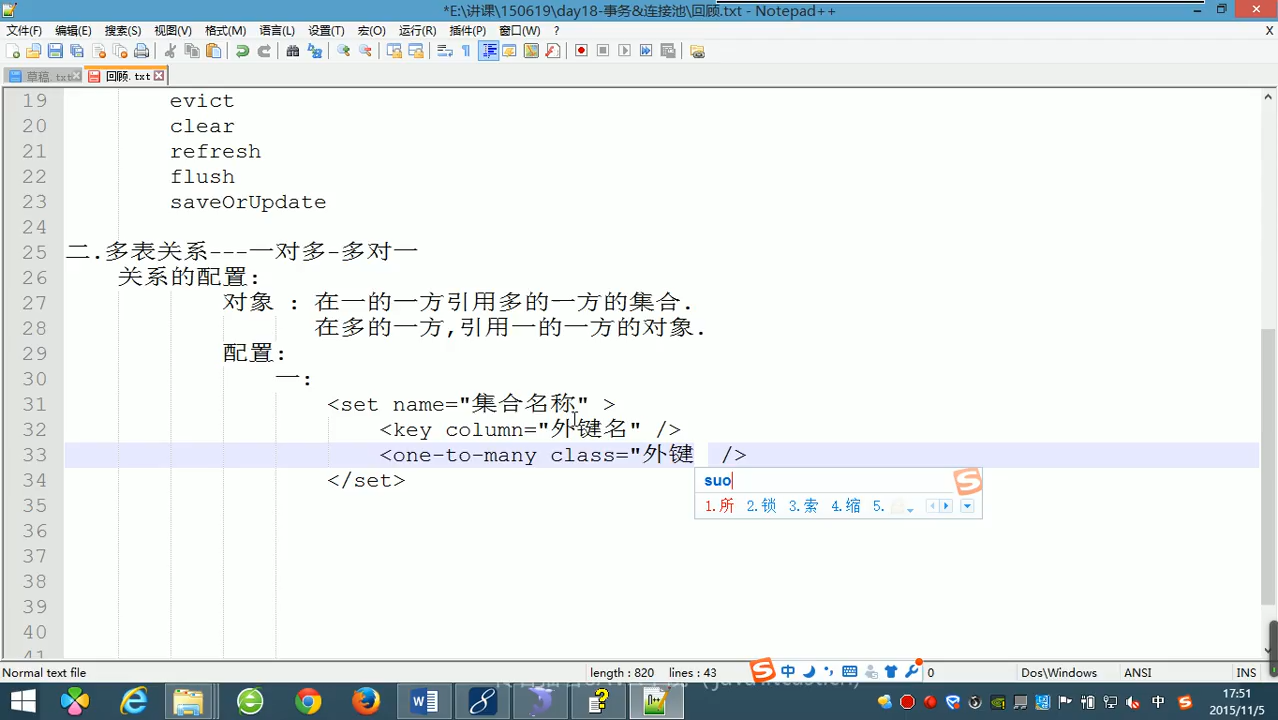 *E:\讲课\150619\day18-事务&连接池\回顾.txt - Notepad++
文件(F) 编辑(E) 搜索(S) 视图(V) 格式(M) 语言(L) 设置(T) 宏(O) 运行(R) 插件(P) 窗口(W) ? X
草稿.txt 回顾.txt
19 evict
20 clear
21 refresh
22 flush
23 saveOrUpdate
24
25 二.多表关系---一对多-多对一
26 关系的配置:
27 对象 : 在一的一方引用多的一方的集合.
28 在多的一方,引用一的一方的对象.
29 配置:
30 一:
31 <set name="集合名称" >
32 <key column="外键名" />
33 <one-to-many class="外键 />
suo
34 </set>
1.所 2.锁 3.索 4.缩 5.
35
36
37
38
39
40
41
Normal text file length : 820 lines : 43 中 0 Dos\Windows ANSI INS
中 17:51
2015/11/5